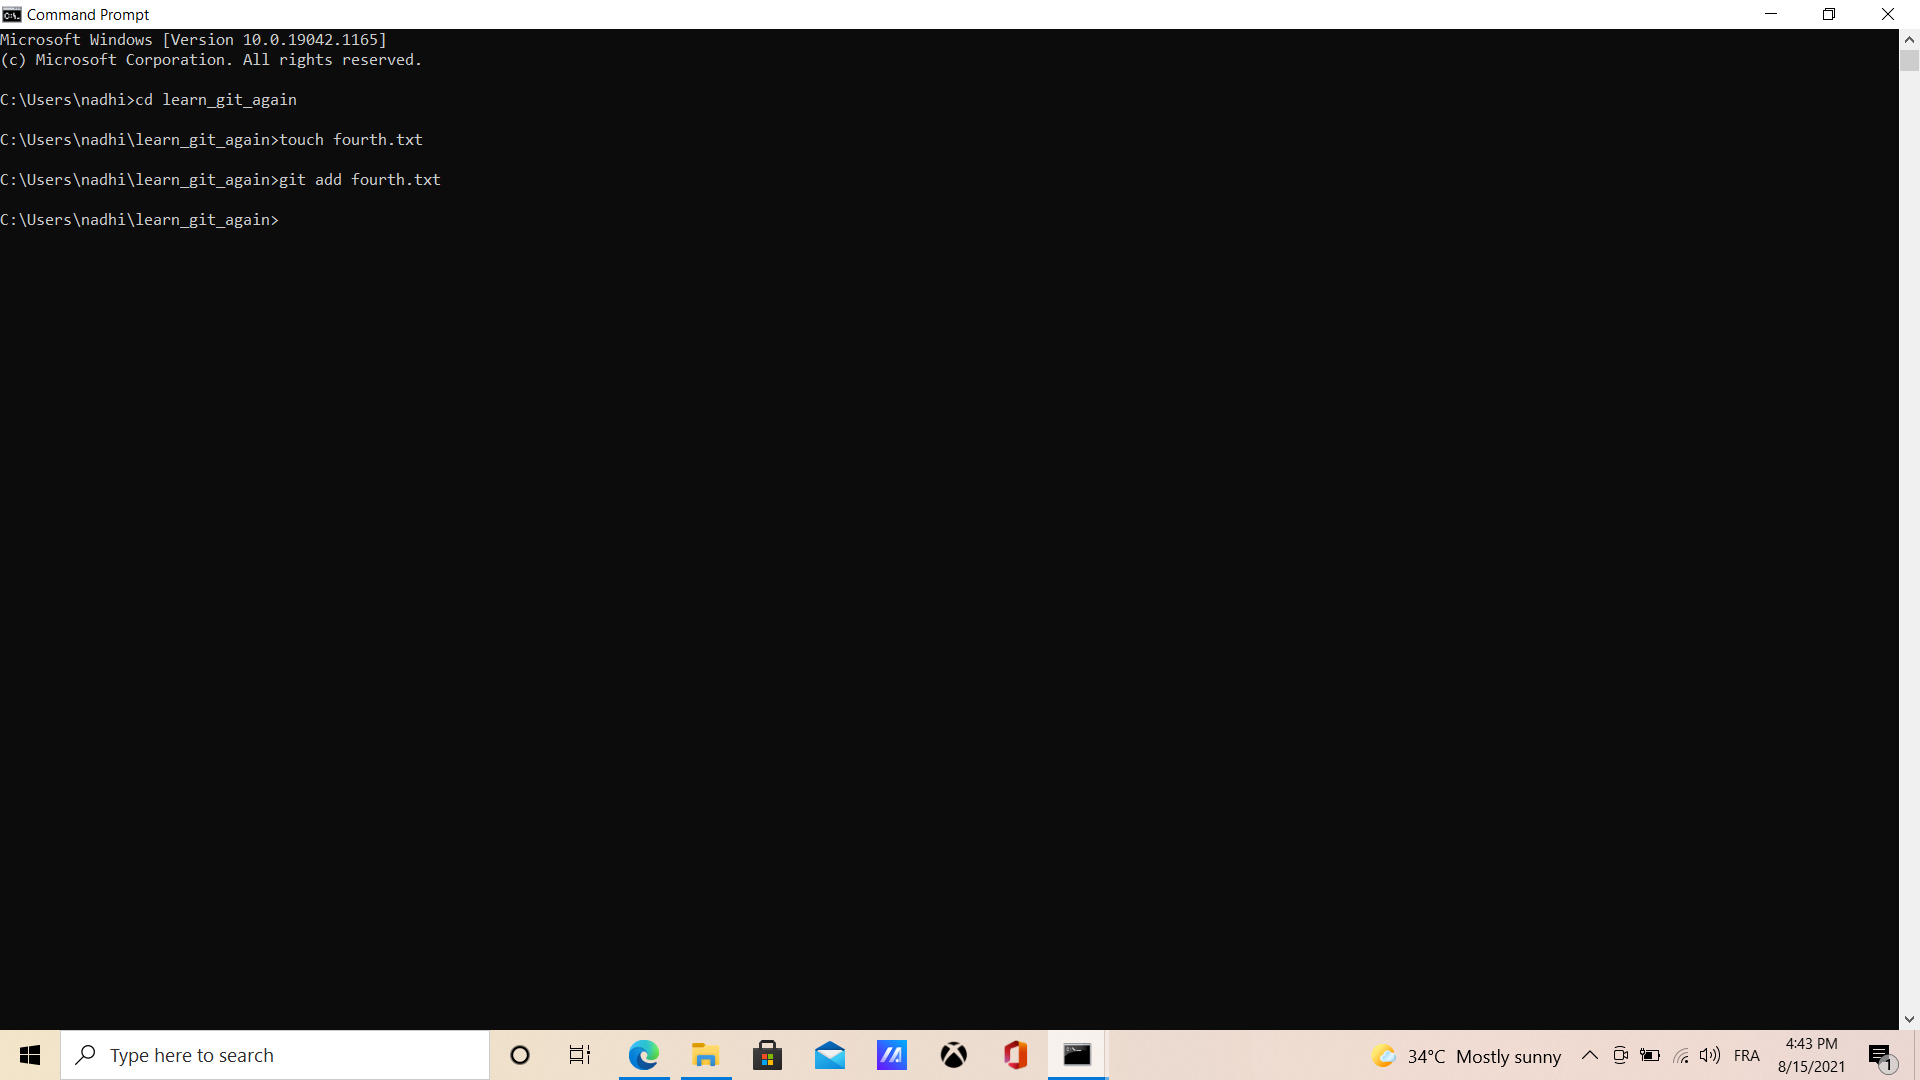 Command Prompt
Microsoft Windows [Version 10.0.19042.1165]
(c) Microsoft Corporation. All rights reserved.
C:\Users\nadhi>cd learn_git_again
C:\Users\nadhi\learn_git_again>touch fourth.txt
C:\Users\nadhi\learn_git_again>git add fourth.txt
C:\Users\nadhi\learn_git_again>
Type here to search
34°C Mostly sunny
FRA
4:43 PM
8/15/2021
1